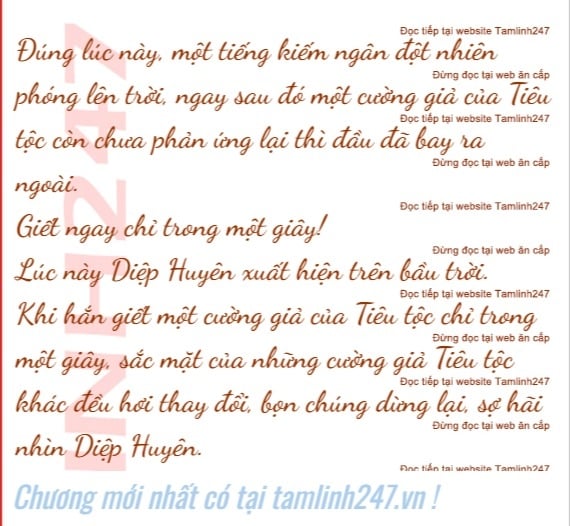 Đọc tiếp tại website Tamlinh247
Đúng lúc này, một tiếng kiếm ngân đột nhiên
Đừng đọc tại web ăn cắp
phóng lên trời, ngay sau đó một cường giả của Tiêu
Đọc tiếp tại website Tamlinh247
tộc còn chưa phản ứng lại thì đầu đã bay ra
Đừng đọc tại web ăn cắp
ngoài.
Đọc tiếp tại website Tamlinh247
Giết ngay chỉ trong một giây!
Đừng đọc tại web ăn cắp
Lúc này Diệp Huyên xuất hiện trên bầu trời.
Đọc tiếp tại website Tamlinh247
Khi hắn giết một cường giả của Tiêu tộc chỉ trong
Đừng đọc tại web ăn cắp
một giây, sắc mặt của những cường giả Tiêu tộc
Đọc tiếp tại website Tamlinh247
khác đều hơi thay đổi, bọn chúng dừng lại, sợ hãi
Đừng đọc tại web ăn cắp
nhìn Diệp Huyên.
Đọc tiếp tại website Tamlinh247
INH247
Chương mới nhất có tại tamlinh247.vn !